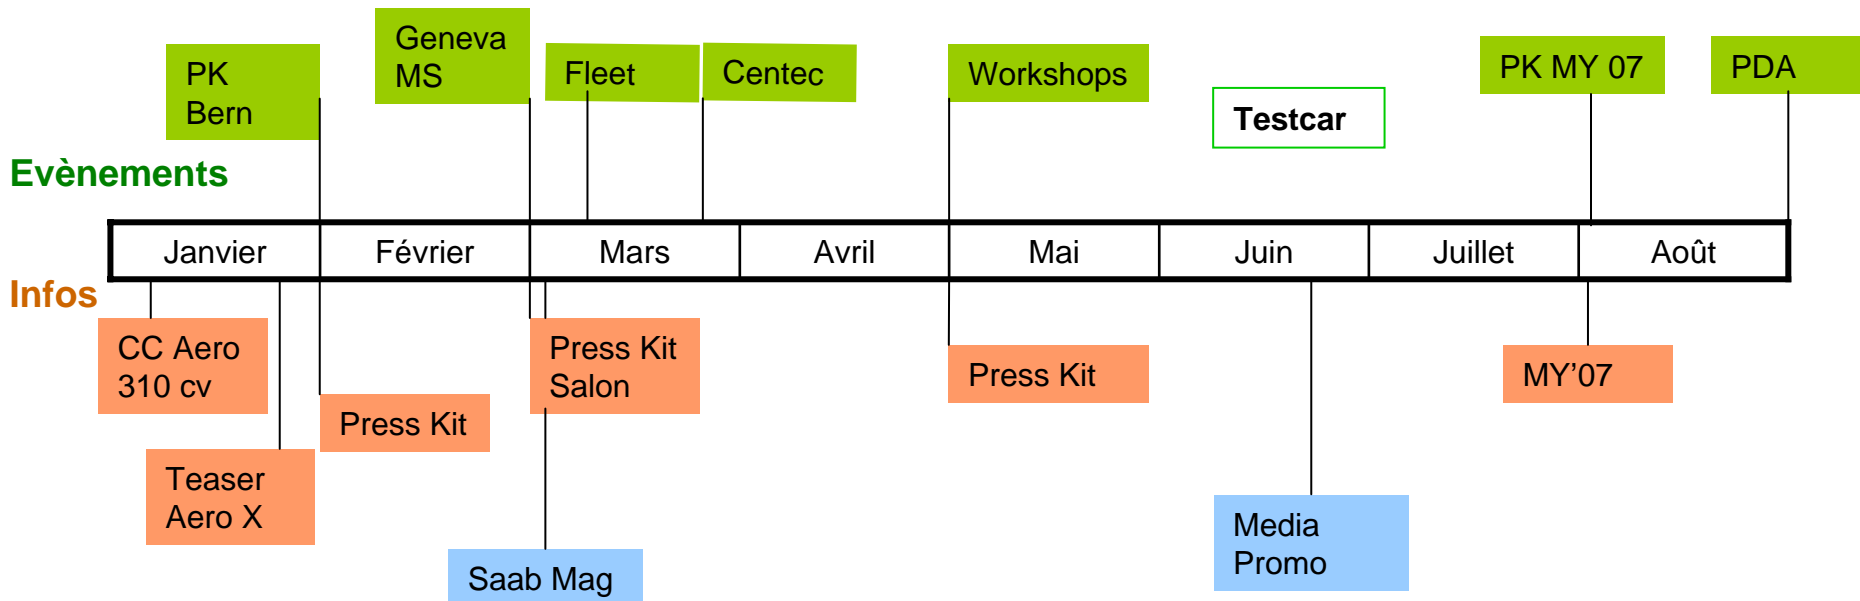 PK
Bern
Geneva
MS
Fleet
Centec
Workshops
Testcar
PK MY 07
PDA
Evènements
Janvier
Février
Mars
Avril
Mai
Juin
Juillet
Août
Infos
CC Aero
310 cv
Teaser
Aero X
Press Kit
Press Kit
Salon
Saab Mag
Press Kit
Media
Promo
MY’07